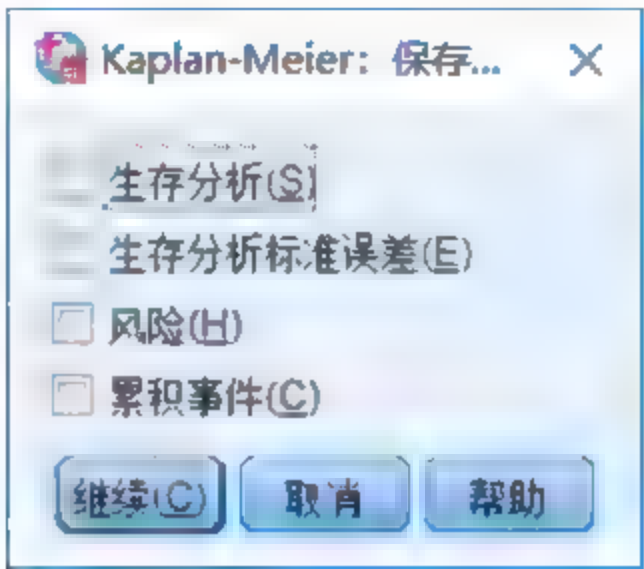 Kaplan-Meier: 保存...
生存分析(S)
生存分析标准误差(E)
风险(H)
累积事件(C)
继续(C) 取消 帮助